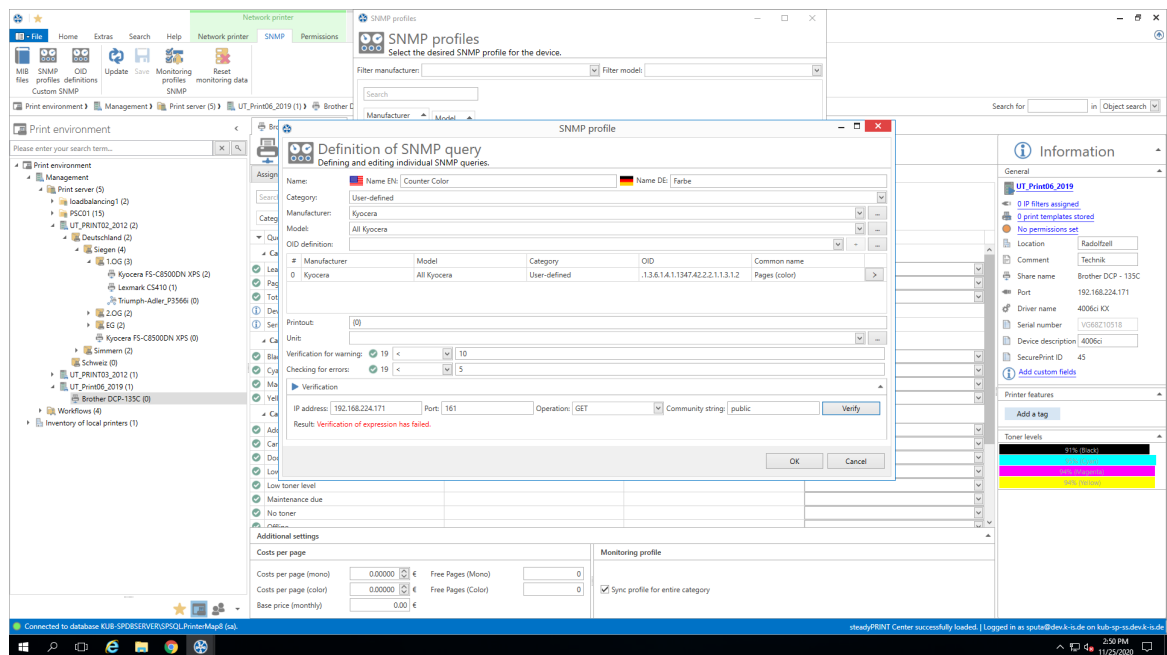 Network printer
SNMP profiles
File Home Extras Search Help Network printer SNMP Permissions
MIB files
SNMP profiles
OID definitions
Update
Save
Monitoring profiles
Reset monitoring data
Custom SNMP
SNMP
SNMP profiles
Select the desired SNMP profile for the device.
Filter manufacturer:
Filter model:
Search
Manufacturer Model
Print environment Management Print server (5) UT_Print06_2019 (1) Brother D
Search for in Object search
Print environment
Please enter your search term...
Print environment
Management
Print server (5)
loadbalancing1 (2)
PSC01 (15)
UT_PRINT02_2012 (2)
Deutschland (2)
Siegen (4)
1.OG (3)
Kyocera FS-C8500DN XPS (2)
Lexmark CS410 (1)
Triumph-Adler_P3566i (0)
2.OG (2)
EG (2)
Kyocera FS-C8500DN XPS (0)
Simmern (2)
Schweiz (0)
UT_PRINT03_2012 (1)
UT_Print06_2019 (1)
Brother DCP-135C (0)
Workflows (4)
Inventory of local printers (1)
SNMP profile
Definition of SNMP query
Defining and editing individual SNMP queries.
Name: Name EN: Counter Color Name DE: Farbe
Category: User-defined
Manufacturer: Kyocera ...
Model: All Kyocera ...
OID definition: - ...
# Manufacturer Model Category OID Common name
0 Kyocera All Kyocera User-defined .1.3.6.1.4.1.1347.42.2.2.1.1.3.1.2 Pages (color) >
Printout: {0}
Unit: ...
Verification for warning: 19 < 10
Checking for errors: 19 < 5
Verification
IP address: 192.168.224.171 Port: 161 Operation: GET Community string: public Verify
Result: Verification of expression has failed.
OK Cancel
Low toner level
Maintenance due
No toner
Offline
Additional settings
Costs per page
Monitoring profile
Costs per page (mono) 0.00000 € Free Pages (Mono) 0
Costs per page (color) 0.00000 € Free Pages (Color) 0
Sync profile for entire category
Base price (monthly) 0.00 €
Information
General
UT_Print06_2019
0 IP filters assigned
0 print templates stored
No permissions set
Location Radolfzell
Comment Technik
Share name Brother DCP - 135C
Port 192.168.224.171
Driver name 4006ci KX
Serial number VG68Z10518
Device description 4006ci
SecurePrint ID 45
Add custom fields
Printer features
Add a tag
Toner levels
91% (Black)
94% (Magenta)
94% (Yellow)
Connected to database KUB-SPDBSERVER\SPSQL.PrinterMap8 (sa).
steadyPRINT Center successfully loaded. | Logged in as sputa@dev.k-is.de on kub-sp-ss.dev.k-is.de
2:50 PM
11/25/2020